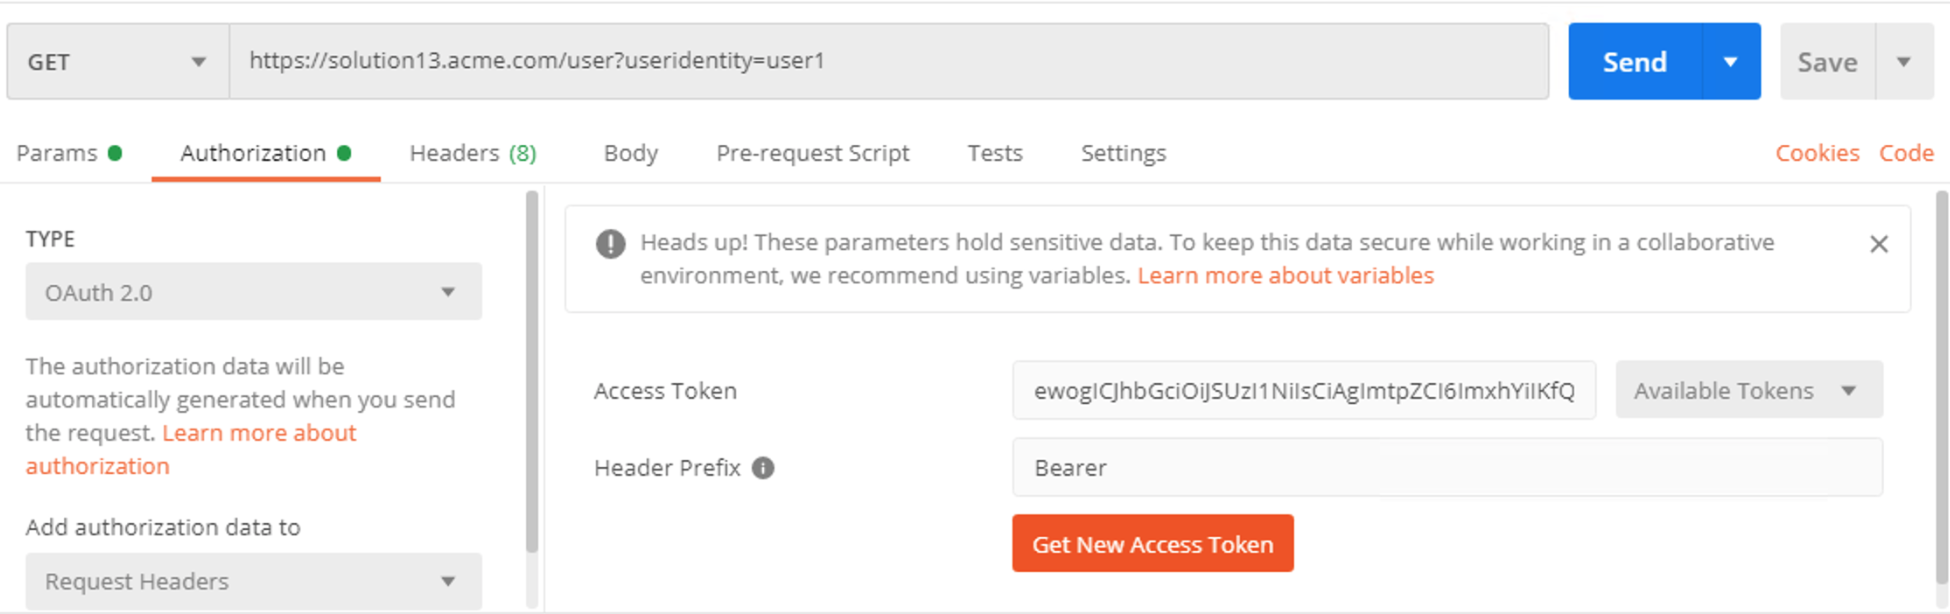 GET
https://solution13.acme.com/user?useridentity=user1
Send
Save
Params
Authorization
Headers (8)
Body
Pre-request Script
Tests
Settings
Cookies
Code
TYPE
OAuth 2.0
The authorization data will be
automatically generated when you send
the request. Learn more about
authorization
Add authorization data to
Request Headers
Heads up! These parameters hold sensitive data. To keep this data secure while working in a collaborative
environment, we recommend using variables. Learn more about variables
Access Token
ewogICJhbGciOiJSUzI1NiIsCiAgImtpZCI6ImxhYiIKfQ
Available Tokens
Header Prefix
Bearer
Get New Access Token